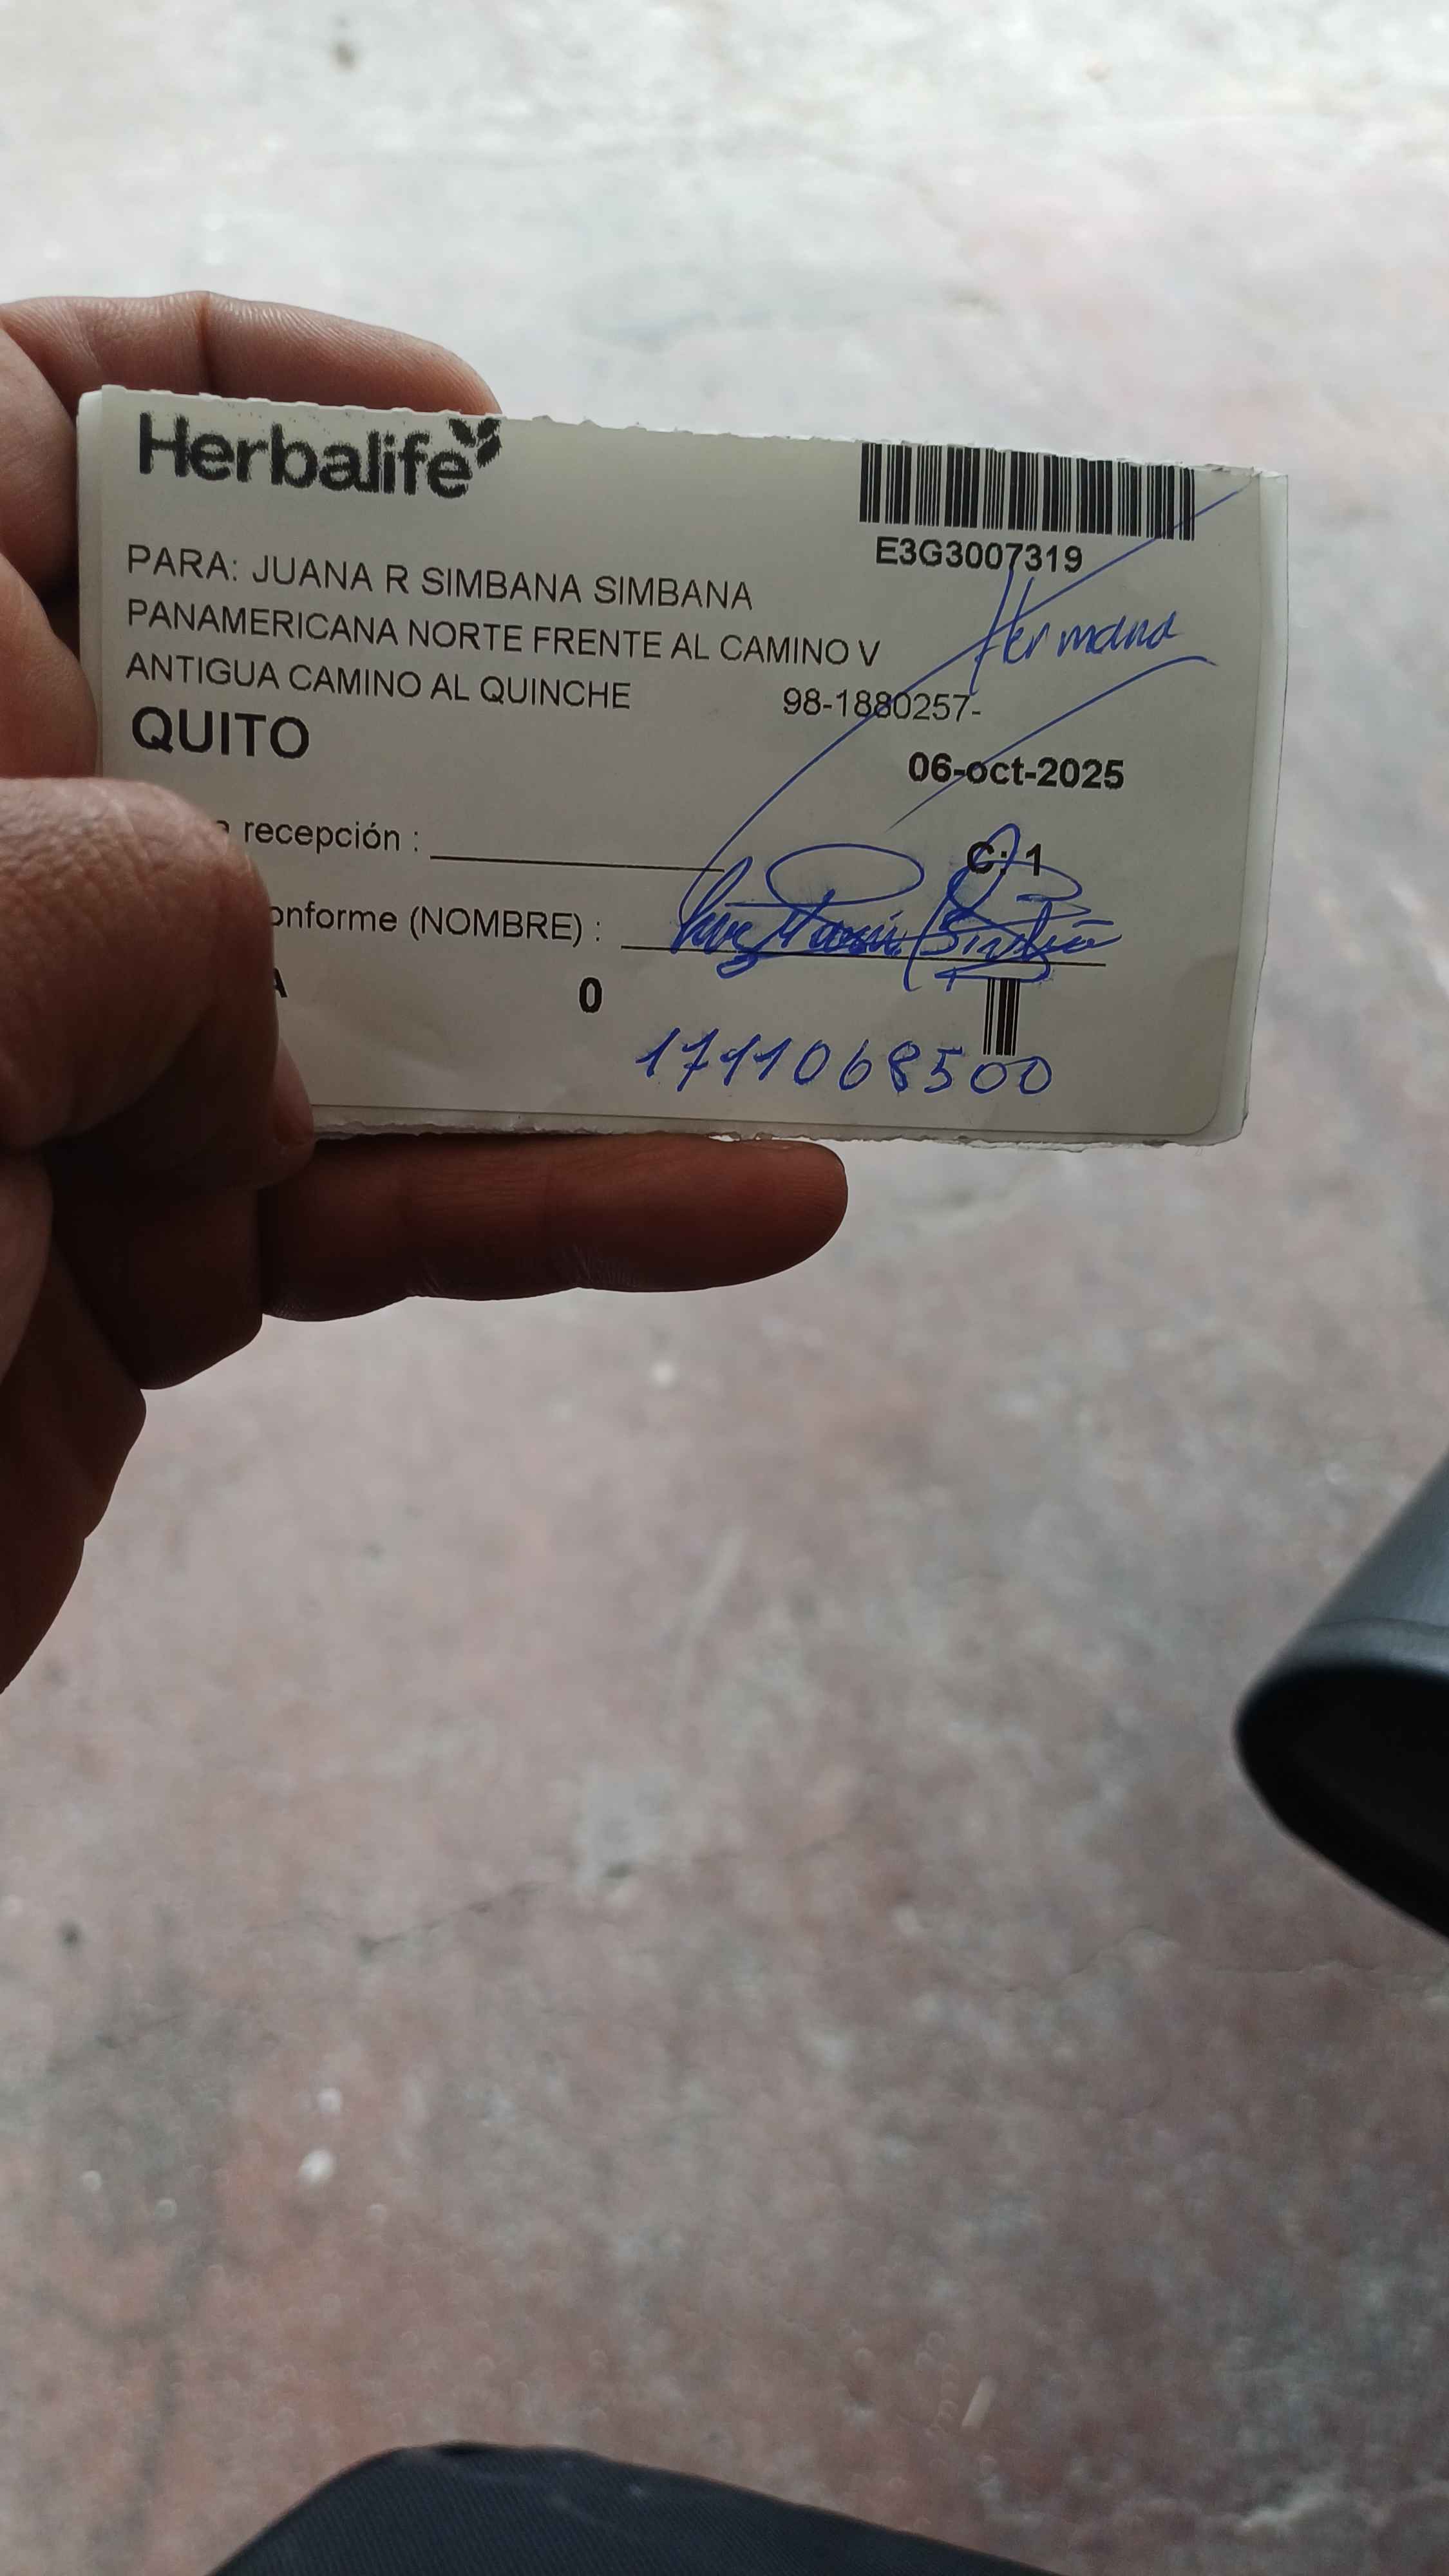 Herbalife
E3G3007319
PARA: JUANA R SIMBANA SIMBANA
Hermana
PANAMERICANA NORTE FRENTE AL CAMINO V
ANTIGUA CAMINO AL QUINCHE 98-1880257-
QUITO
06-oct-2025
recepción :
C: 1
onforme (NOMBRE) :
A 0
1711068500